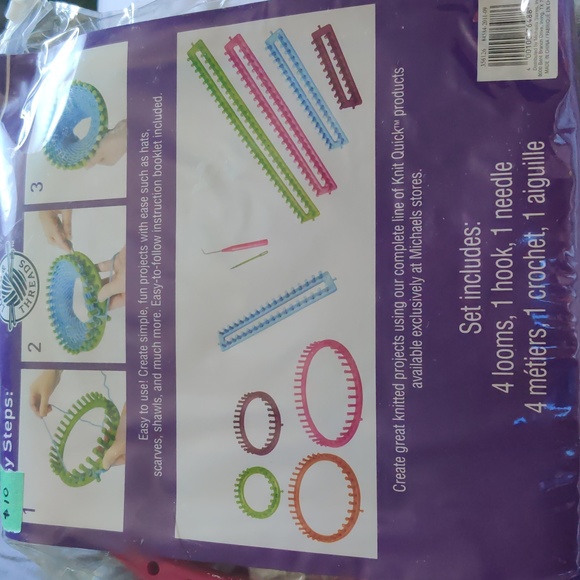 y Steps:
1
2
3
THREADS
$10
Easy to use! Create simple, fun projects with ease such as hats,
scarves, shawls, and much more. Easy-to-follow instruction booklet included.
Create great knitted projects using our complete line of Knit Quick™ products
available exclusively at Michaels stores.
Set includes:
4 looms, 1 hook, 1 needle
4 métiers, 1 crochet, 1 aiguille